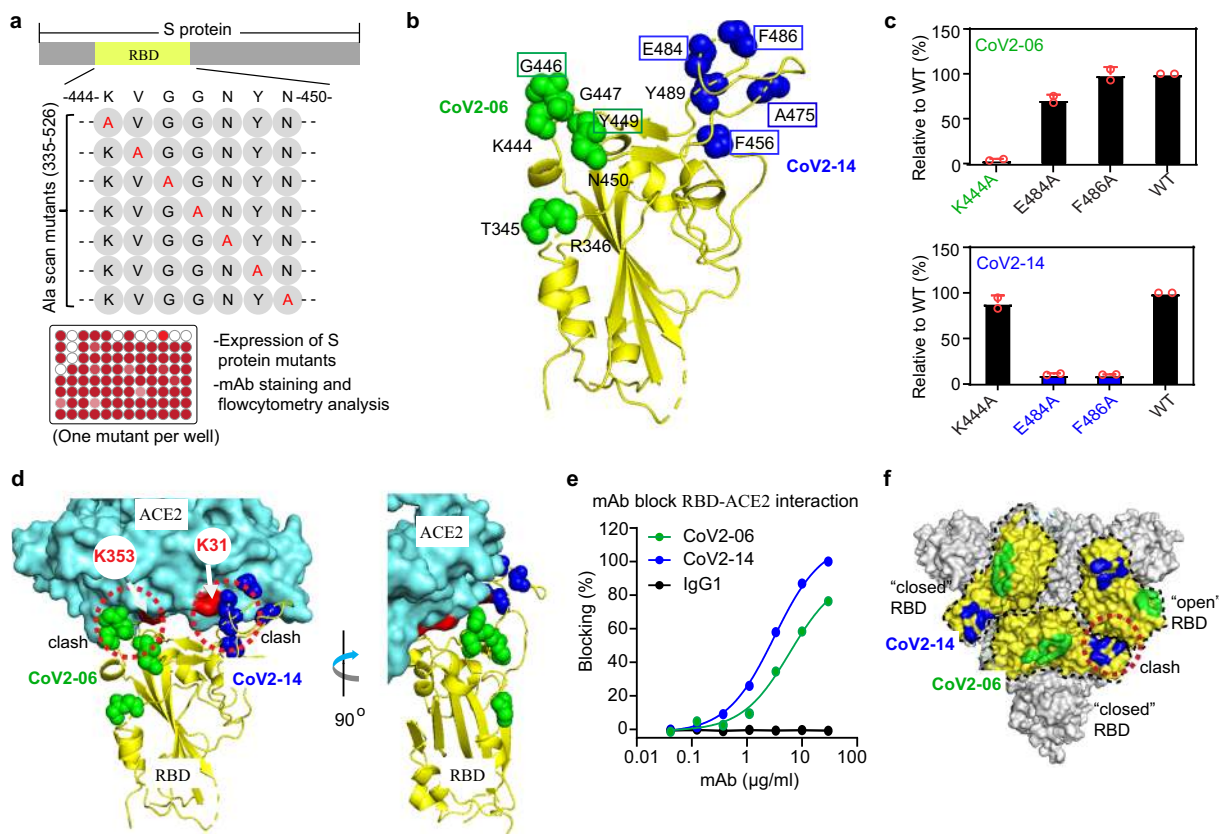 a
S protein
RBD
-444- K V G G N Y N -450-
Ala scan mutants (335-526)
A V G G N Y N --
K A G G N Y N --
K V A G N Y N --
K V G A N Y N --
K V G G A Y N --
K V G G N A N --
K V G G N Y A --
-Expression of S
protein mutants
-mAb staining and
flowcytometry analysis
(One mutant per well)
b
F486
E484
G446
G447
Y489
CoV2-06
Y449
A475
K444
F456
CoV2-14
N450
T345
R346
c
CoV2-06
Relative to WT (%)
150
100
50
0
K444A
E484A
F486A
WT
CoV2-14
Relative to WT (%)
150
100
50
0
K444A
E484A
F486A
WT
d
ACE2
K353
K31
clash
clash
CoV2-06
CoV2-14
RBD
90 o
ACE2
RBD
e
mAb block RBD-ACE2 interaction
CoV2-06
CoV2-14
IgG1
Blocking (%)
120
100
80
60
40
20
0
0.01 0.1 1 10 100
mAb (µg/ml)
f
“closed”
RBD
“open”
RBD
CoV2-14
clash
CoV2-06
“closed”
RBD